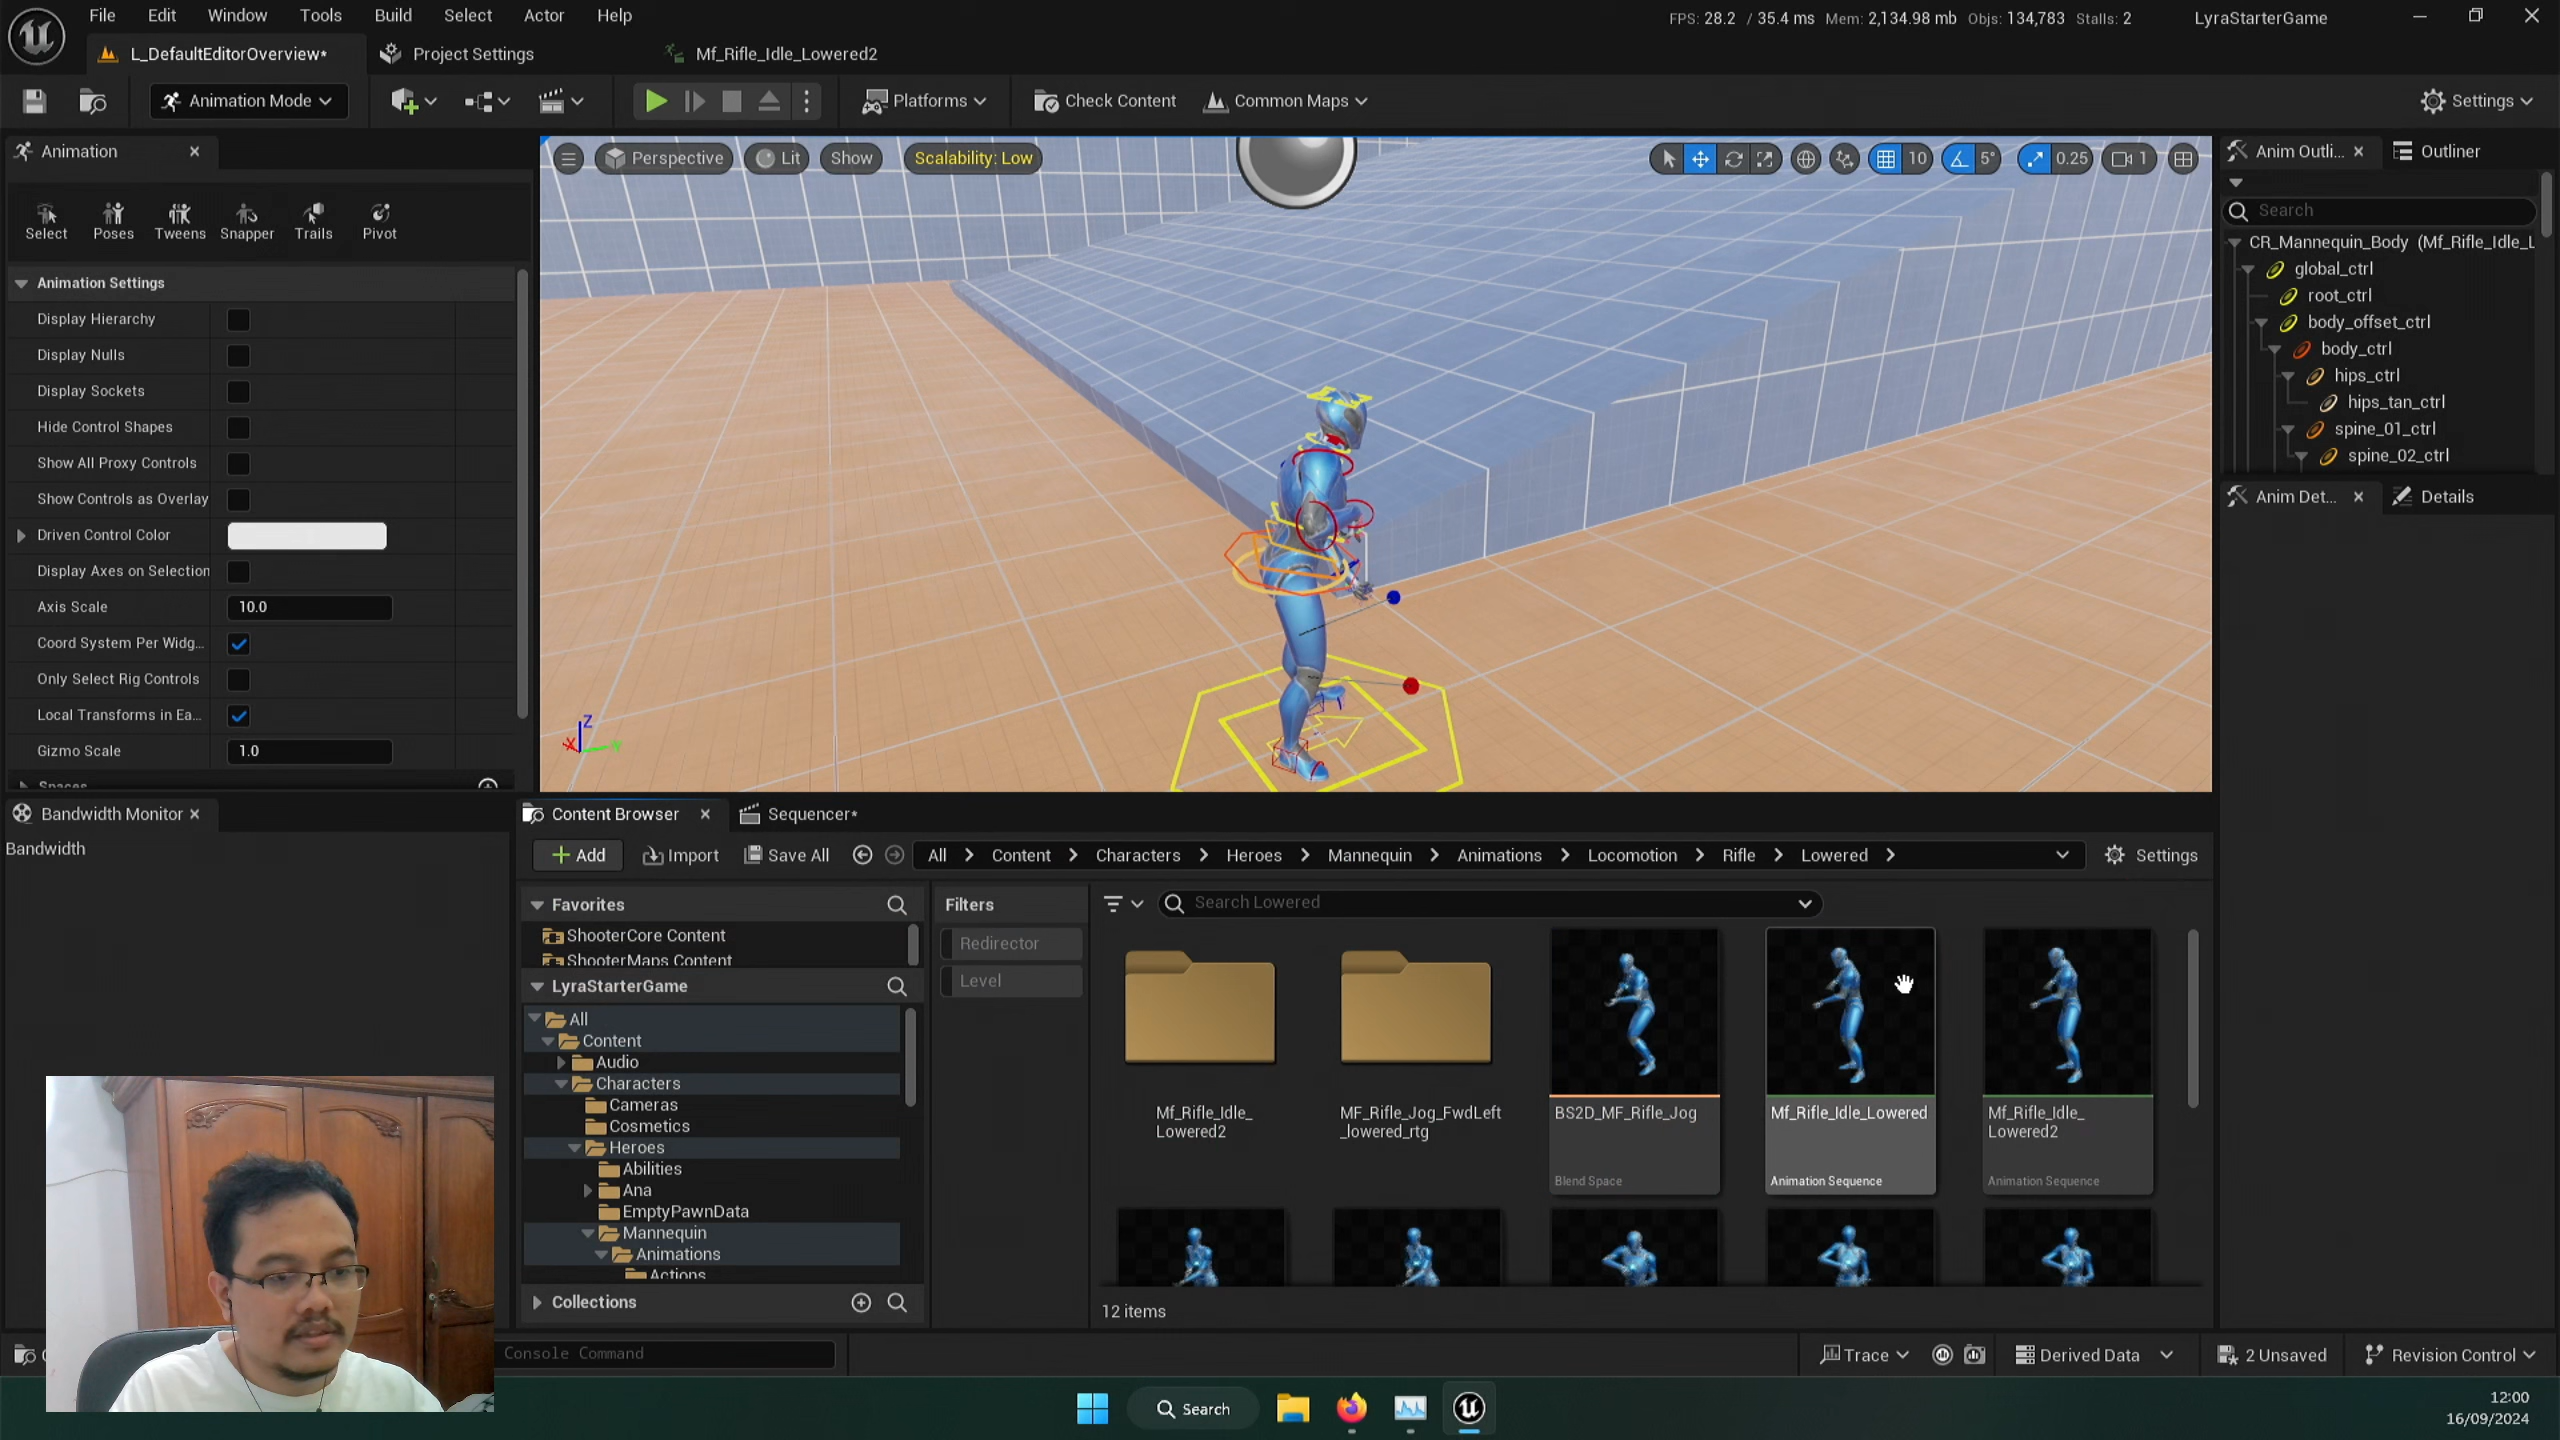 File Edit Window Tools Build Select Actor Help
FPS: 28.2 / 35.4 ms Mem: 2,134.98 mb Objs: 134,783 Stalls: 2
LyraStarterGame
L_DefaultEditorOverview*
Project Settings
Mf_Rifle_Idle_Lowered2
Animation Mode
Platforms
Check Content
Common Maps
Settings
Animation
Select Poses Tweens Snapper Trails Pivot
Animation Settings
Display Hierarchy
Display Nulls
Display Sockets
Hide Control Shapes
Show All Proxy Controls
Show Controls as Overlay
Driven Control Color
Display Axes on Selection
Axis Scale 10.0
Coord System Per Widg...
Only Select Rig Controls
Local Transforms in Ea...
Gizmo Scale 1.0
Spaces
Perspective Lit Show Scalability: Low
10 5° 0.25 1
Z
X Y
Anim Outli... Outliner
Search
CR_Mannequin_Body (Mf_Rifle_Idle_L
global_ctrl
root_ctrl
body_offset_ctrl
body_ctrl
hips_ctrl
hips_tan_ctrl
spine_01_ctrl
spine_02_ctrl
Anim Det... Details
Bandwidth Monitor
Bandwidth
Content Browser Sequencer*
Add Import Save All
All Content Characters Heroes Mannequin Animations Locomotion Rifle Lowered
Settings
Favorites
ShooterCore Content
ShooterMaps Content
LyraStarterGame
All
Content
Audio
Characters
Cameras
Cosmetics
Heroes
Abilities
Ana
EmptyPawnData
Mannequin
Animations
Actions
Collections
Filters
Redirector
Level
Search Lowered
Mf_Rifle_Idle_
Lowered2
MF_Rifle_Jog_FwdLeft
_lowered_rtg
BS2D_MF_Rifle_Jog
Blend Space
Mf_Rifle_Idle_Lowered
Animation Sequence
Mf_Rifle_Idle_
Lowered2
Animation Sequence
12 items
Console Command
Trace
Derived Data
2 Unsaved
Revision Control
Search
12:00
16/09/2024